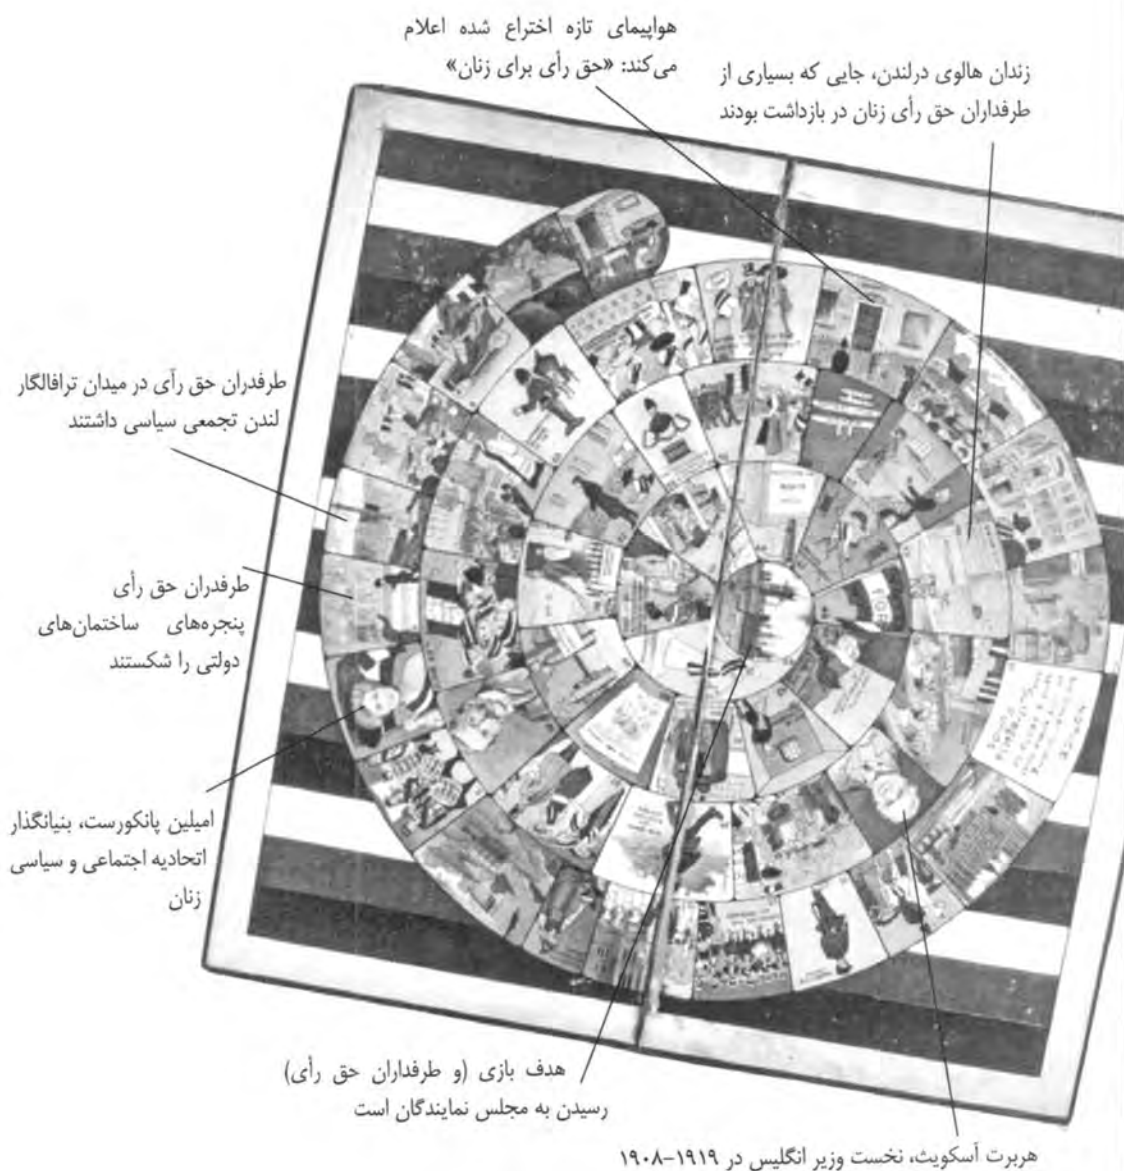 هواپیمای تازه اختراع شده اعلام
می‌کند: «حق رأی برای زنان»
زندان هالوی درلندن، جایی که بسیاری از
طرفداران حق رأی زنان در بازداشت بودند
طرفدران حق رآی در میدان ترافالگار
لندن تجمعی سیاسی داشتند
طرفدران حق رأی
پنجره‌های ساختمان‌های
دولتی را شکستند
امیلین پانکورست، بنیانگذار
اتحادیه اجتماعی و سیاسی
زنان
هدف بازی (و طرفداران حق رأی)
رسیدن به مجلس نمایندگان است
هربرت آسکویث، نخست وزیر انگلیس در ۱۹۱۹-۱۹۰۸